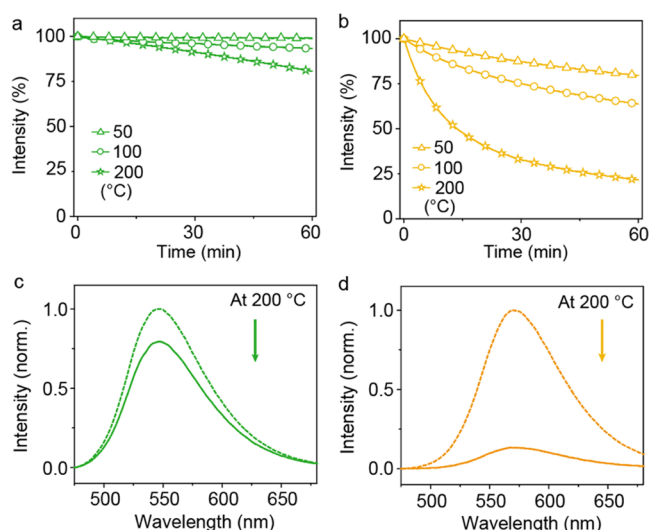 a
Intensity (%)
100
75
50
25
0
50
100
200
(°C)
0
30
60
Time (min)
b
Intensity (%)
100
75
50
25
0
50
100
200
(°C)
0
30
60
Time (min)
c
Intensity (norm.)
1.0
0.5
0.0
At 200 °C
500
550
600
650
Wavelength (nm)
d
Intensity (norm.)
1.0
0.5
0.0
At 200 °C
500
550
600
650
Wavelength (nm)